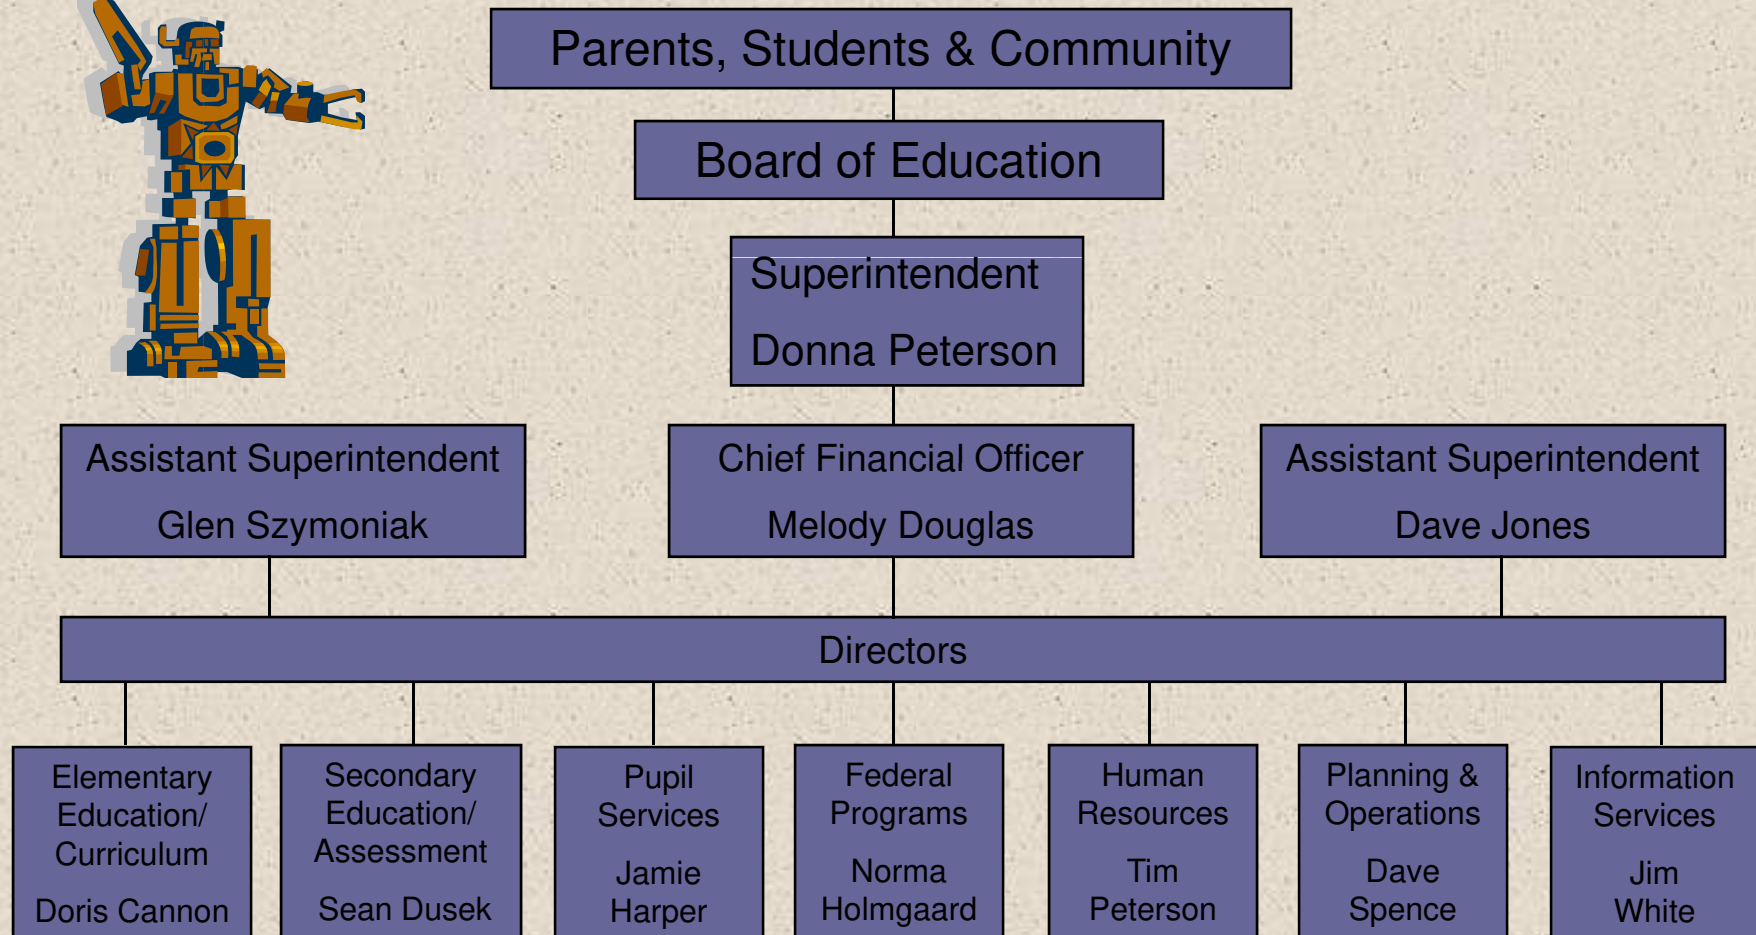 Parents, Students & Community
Board of Education
Superintendent
Donna Peterson
Assistant Superintendent
Glen Szymoniak
Chief Financial Officer
Melody Douglas
Assistant Superintendent
Dave Jones
Directors
Elementary
Education/
Curriculum
Doris Cannon
Secondary
Education/
Assessment
Sean Dusek
Pupil
Services
Jamie
Harper
Federal
Programs
Norma
Holmgaard
Human
Resources
Tim
Peterson
Planning &
Operations
Dave
Spence
Information
Services
Jim
White